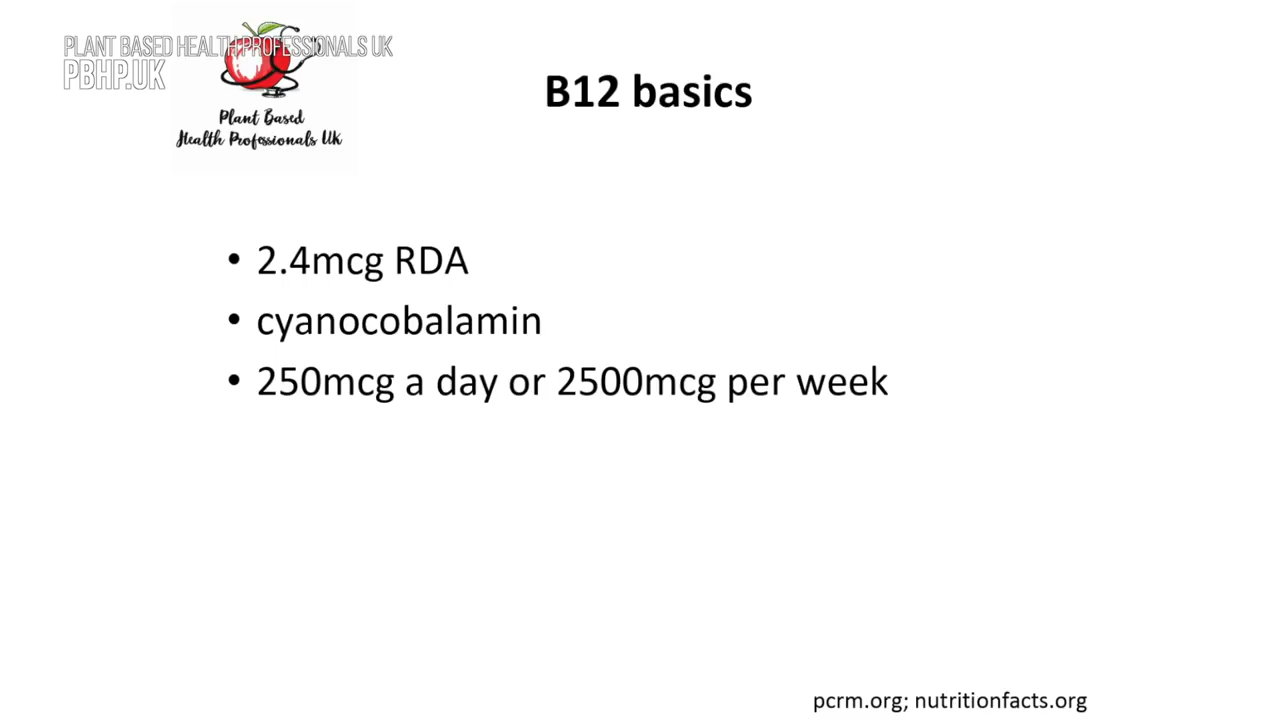 PLANT BASED HEALTH PROFESSIONALS UK
PBHP.UK
Plant Based
Health Professionals UK
B12 basics
• 2.4mcg RDA
• cyanocobalamin
• 250mcg a day or 2500mcg per week
pcrm.org; nutritionfacts.org